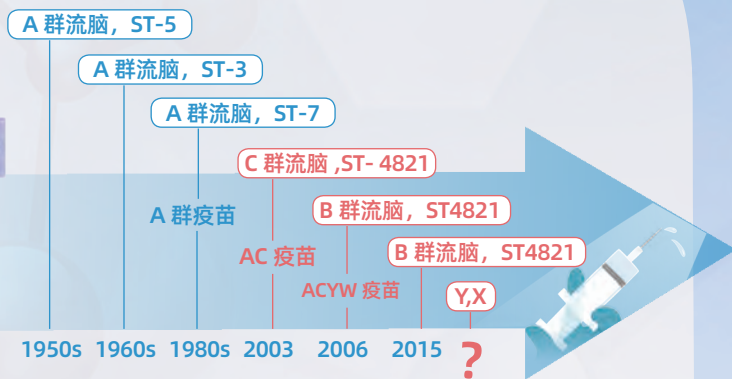 A 群流脑，ST-5
A 群流脑，ST-3
A 群流脑，ST-7
C 群流脑 ,ST- 4821
A 群疫苗
B 群流脑，ST4821
AC 疫苗
B 群流脑，ST4821
ACYW 疫苗
Y,X
1950s 1960s 1980s 2003 2006 2015 ?